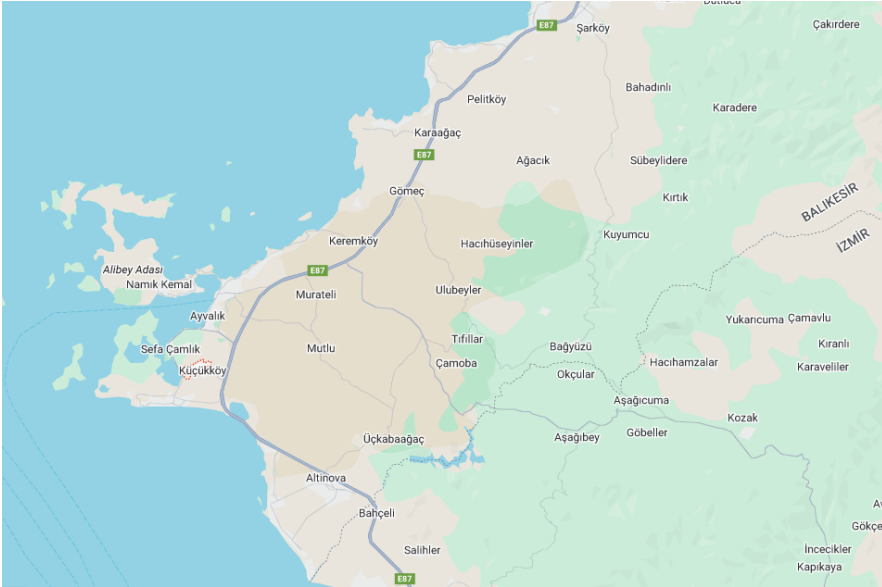 Şarköy
E87
Çakırdere
Bahadınlı
Pelitköy
Karadere
Karaağaç
E87
Ağacık
Sübeylidere
Gömeç
Kırtık
BALIKESİR
Kuyumcu
İZMİR
Keremköy
Hacıhüseyinler
Alibey Adası
E87
Namık Kemal
Murateli
Ulubeyler
Ayvalık
Yukarıcuma
Çamavlu
Tıfıllar
Kıranlı
Sefa Çamlık
Mutlu
Bağyüzü
Çamoba
Hacıhamzalar
Karaveliler
Küçükköy
Okçular
Aşağıcuma
Kozak
Üçkabaağaç
Aşağıbey
Göbeller
Altınova
Bahçeli
Gökçe
Salihler
İncecikler
Kapıkaya
E87